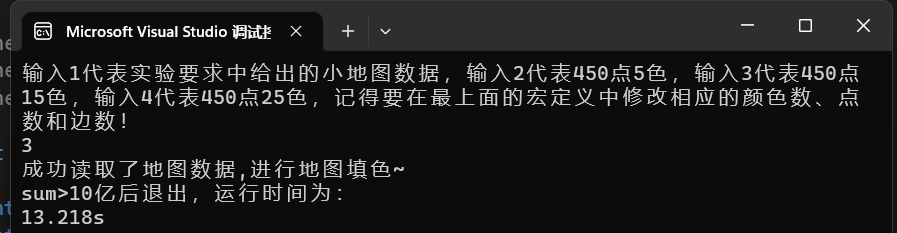 Microsoft Visual Studio 调试
输入1代表实验要求中给出的小地图数据，输入2代表450点5色，输入3代表450点
15色，输入4代表450点25色，记得要在最上面的宏定义中修改相应的颜色数、点
数和边数！
3
成功读取了地图数据,进行地图填色~
sum>10亿后退出，运行时间为：
13.218s